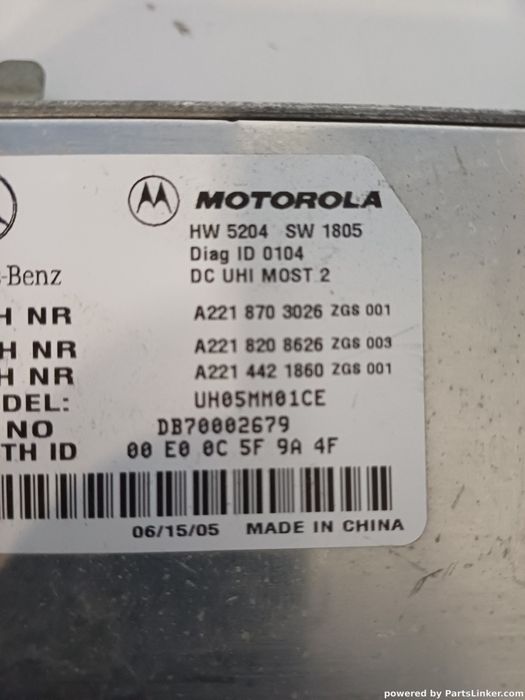 MOTOROLA
HW 5204 SW 1805
Diag ID 0104
-Benz DC UHI MOST 2
H NR A221 870 3026 ZGS 001
H NR A221 820 8626 ZGS 003
H NR A221 442 1860 ZGS 001
DEL: UH05MM01CE
NO DB70002679
TH ID 00 E0 0C 5F 9A 4F
06/15/05 MADE IN CHINA
powered by PartsLinker.com